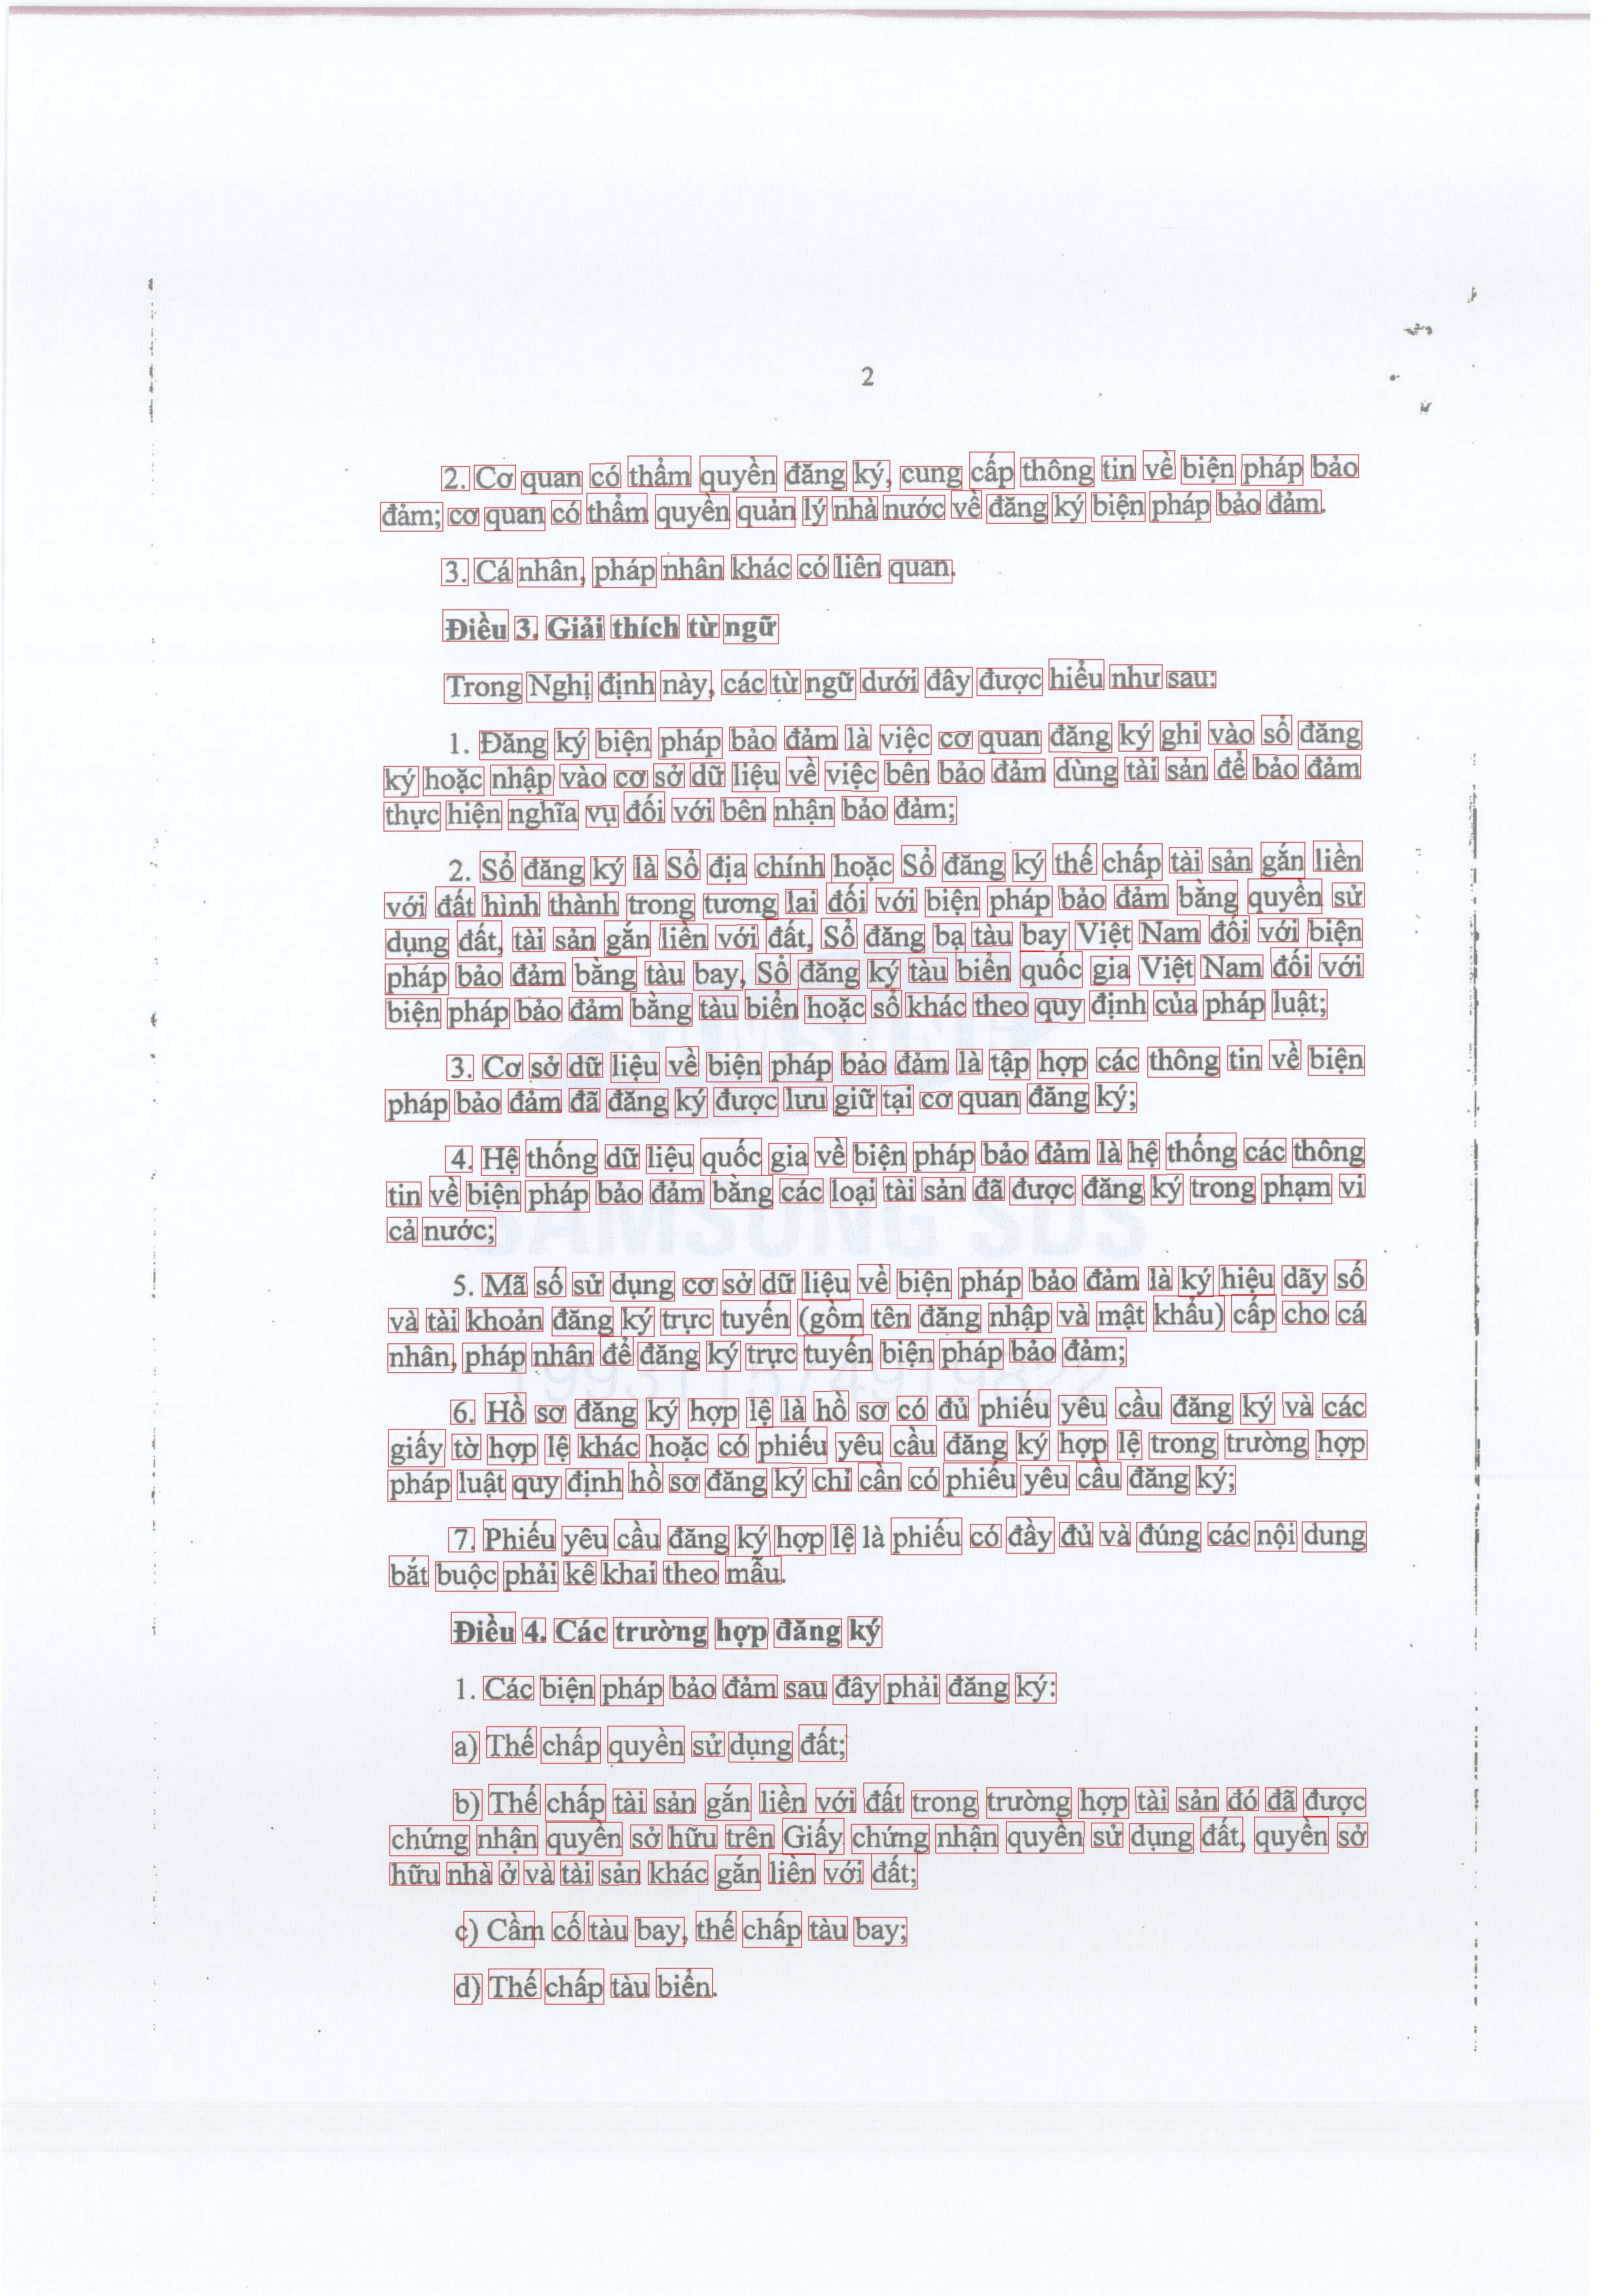 2
2. Cơ quan có thẩm quyền đăng ký, cung cấp thông tin về biện pháp bảo
đảm; cơ quan có thẩm quyền quản lý nhà nước về đăng ký biện pháp bảo đảm.
3. Cá nhân, pháp nhân khác có liên quan.
Điều 3. Giải thích từ ngữ
Trong Nghị định này, các từ ngữ dưới đây được hiểu như sau:
1. Đăng ký biện pháp bảo đảm là việc cơ quan đăng ký ghi vào sổ đăng
ký hoặc nhập vào cơ sở dữ liệu về việc bên bảo đảm dùng tài sản để bảo đảm
thực hiện nghĩa vụ đối với bên nhận bảo đảm;
2. Sổ đăng ký là Sổ địa chính hoặc Sổ đăng ký thế chấp tài sản gắn liền
với đất hình thành trong tương lai đối với biện pháp bảo đảm bằng quyền sử
dụng đất, tài sản gắn liền với đất, Sổ đăng bạ tàu bay Việt Nam đối với biện
pháp bảo đảm bằng tàu bay, Sổ đăng ký tàu biển quốc gia Việt Nam đối với
biện pháp bảo đảm bằng tàu biển hoặc sổ khác theo quy định của pháp luật;
3. Cơ sở dữ liệu về biện pháp bảo đảm là tập hợp các thông tin về biện
pháp bảo đảm đã đăng ký được lưu giữ tại cơ quan đăng ký;
4. Hệ thống dữ liệu quốc gia về biện pháp bảo đảm là hệ thống các thông
tin về biện pháp bảo đảm bằng các loại tài sản đã được đăng ký trong phạm vi
SAMSUNG SDS
cả nước;
5. Mã số sử dụng cơ sở dữ liệu về biện pháp bảo đảm là ký hiệu dãy số
và tài khoản đăng ký trực tuyến (gồm tên đăng nhập và mật khẩu) cấp cho cá
nhân, pháp nhân để đăng ký trực tuyến biện pháp bảo đảm;
6. Hồ sơ đăng ký hợp lệ là hồ sơ có đủ phiếu yêu cầu đăng ký và các
giấy tờ hợp lệ khác hoặc có phiếu yêu cầu đăng ký hợp lệ trong trường hợp
pháp luật quy định hồ sơ đăng ký chỉ cần có phiếu yêu cầu đăng ký;
7. Phiếu yêu cầu đăng ký hợp lệ là phiếu có đầy đủ và đúng các nội dung
bắt buộc phải kê khai theo mẫu.
Điều 4. Các trường hợp đăng ký
1. Các biện pháp bảo đảm sau đây phải đăng ký:
a) Thế chấp quyền sử dụng đất;
b) Thế chấp tài sản gắn liền với đất trong trường hợp tài sản đó đã được
chứng nhận quyền sở hữu trên Giấy chứng nhận quyền sử dụng đất, quyền sở
hữu nhà ở và tài sản khác gắn liền với đất;
c) Cầm cố tàu bay, thế chấp tàu bay;
d) Thế chấp tàu biển.